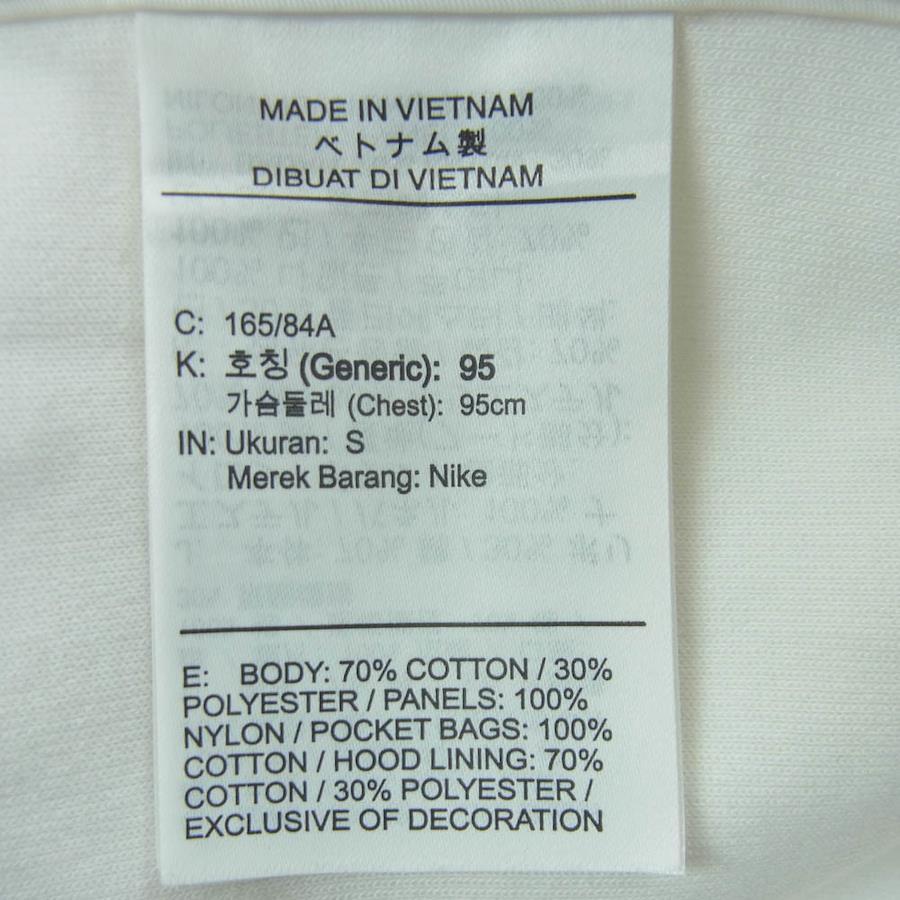 MADE IN VIETNAM
ベトナム製
DIBUAT DI VIETNAM
C: 165/84A
K: 호칭 (Generic): 95
가슴둘레 (Chest): 95cm
IN: Ukuran: S
Merek Barang: Nike
E: BODY: 70% COTTON / 30%
POLYESTER / PANELS: 100%
NYLON / POCKET BAGS: 100%
COTTON / HOOD LINING: 70%
COTTON / 30% POLYESTER /
EXCLUSIVE OF DECORATION